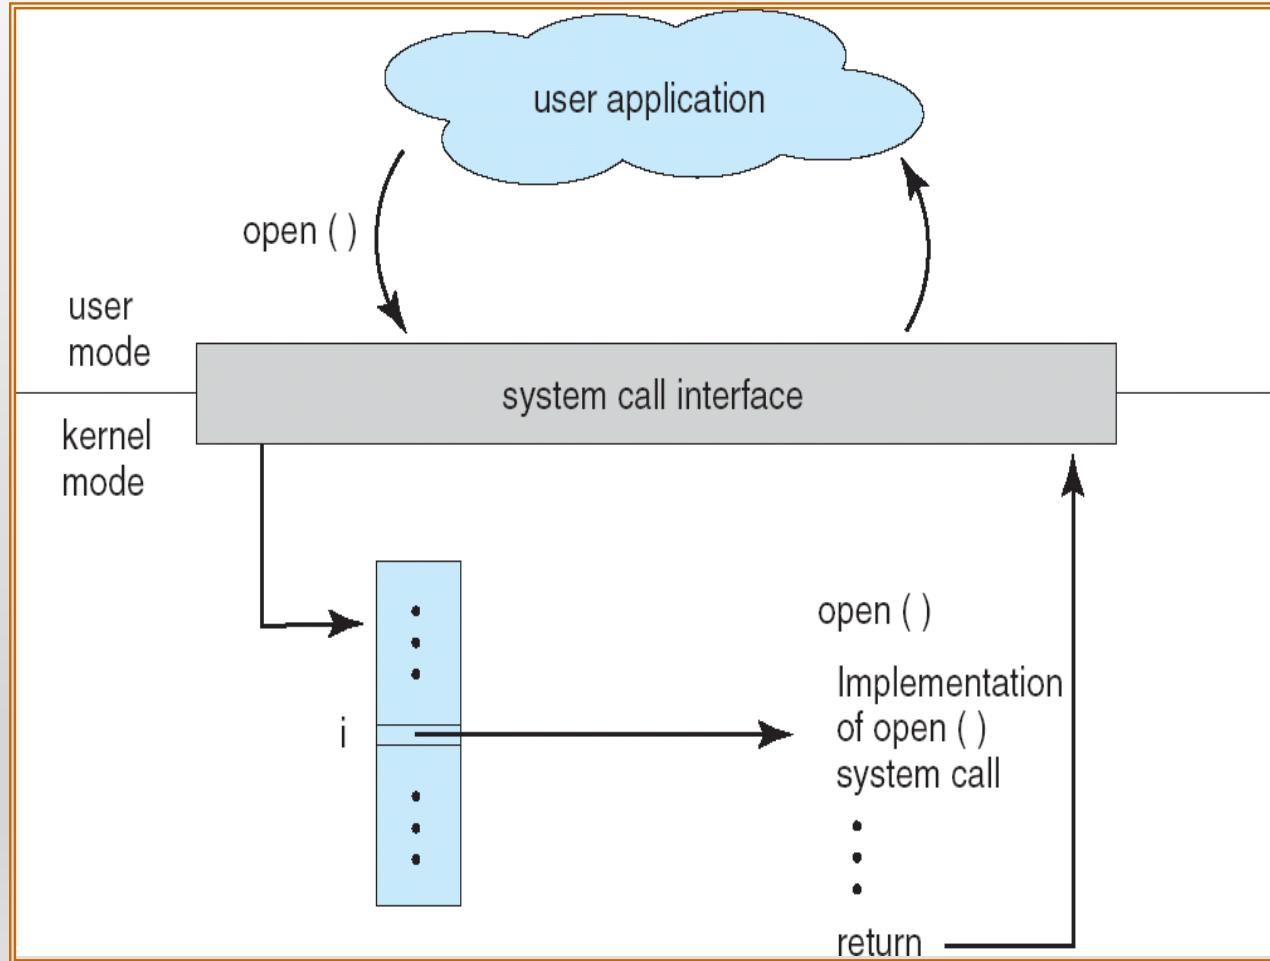 user application
open ( )
user
mode
system call interface
kernel
mode
open ( )
Implementation
of open ( )
system call
i
return